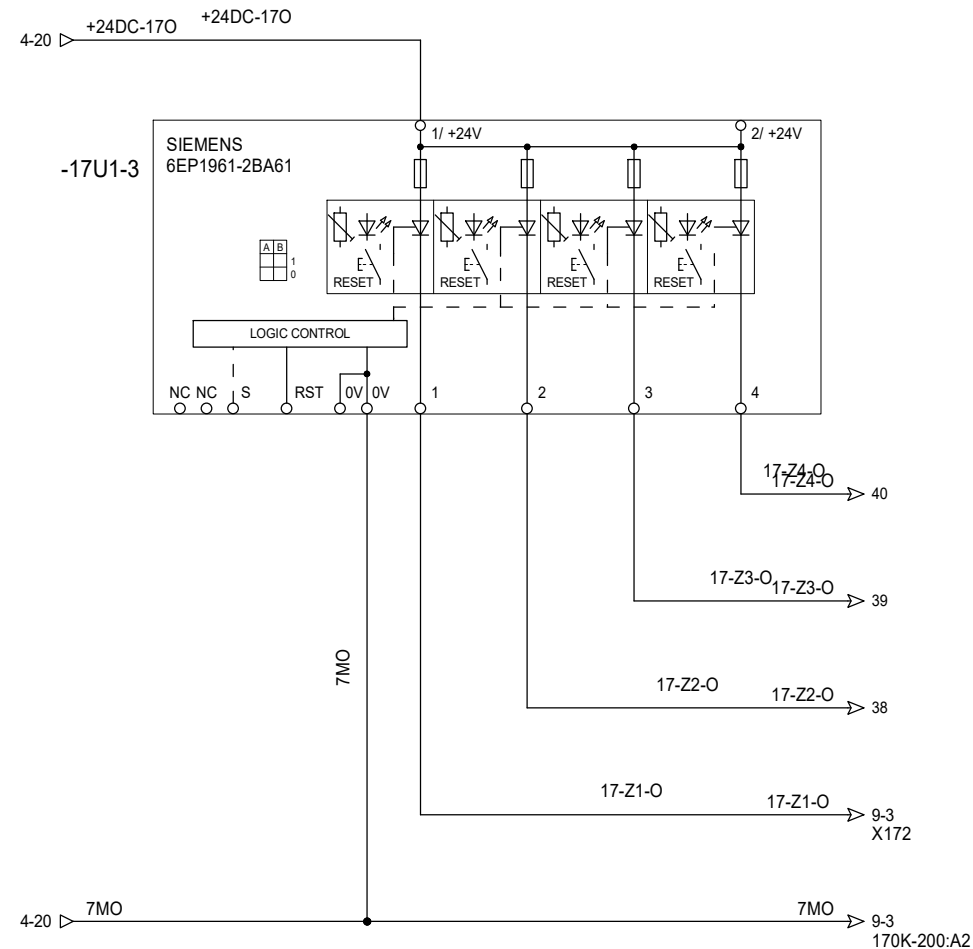 +24DC-17O
+24DC-17O
4-20
1/ +24V
2/ +24V
SIEMENS
6EP1961-2BA61
-17U1-3
A B
1
0
RESET
RESET
RESET
RESET
LOGIC CONTROL
NC NC S RST 0V 0V 1 2 3 4
17-Z4-O
17-Z4-O
40
17-Z3-O
17-Z3-O
39
7MO
17-Z2-O
17-Z2-O
38
17-Z1-O
17-Z1-O
9-3
X172
4-20
7MO
7MO
9-3
170K-200:A2